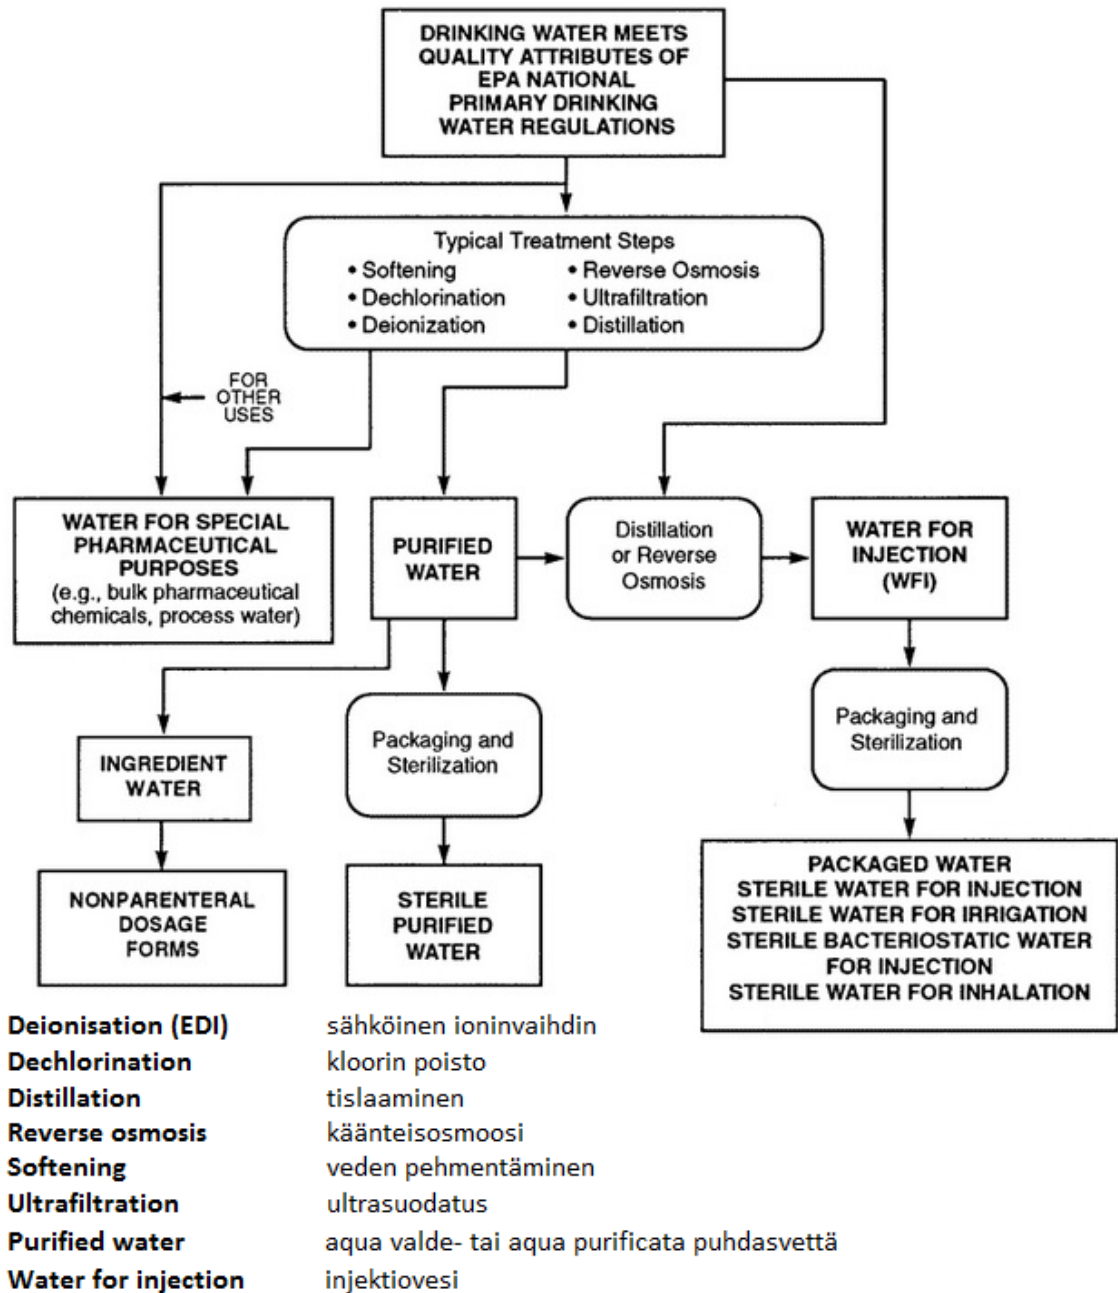 DRINKING WATER MEETS
QUALITY ATTRIBUTES OF
EPA NATIONAL
PRIMARY DRINKING
WATER REGULATIONS
Typical Treatment Steps
• Softening
• Dechlorination
• Deionization
• Reverse Osmosis
• Ultrafiltration
• Distillation
FOR
OTHER
USES
WATER FOR SPECIAL
PHARMACEUTICAL
PURPOSES
(e.g., bulk pharmaceutical
chemicals, process water)
PURIFIED
WATER
Distillation
or Reverse
Osmosis
WATER FOR
INJECTION
(WFI)
INGREDIENT
WATER
Packaging and
Sterilization
Packaging and
Sterilization
NONPARENTERAL
DOSAGE
FORMS
STERILE
PURIFIED
WATER
PACKAGED WATER
STERILE WATER FOR INJECTION
STERILE WATER FOR IRRIGATION
STERILE BACTERIOSTATIC WATER
FOR INJECTION
STERILE WATER FOR INHALATION
Deionisation (EDI) sähköinen ioninvaihdin
Dechlorination kloorin poisto
Distillation tislaaminen
Reverse osmosis käänteisosmoosi
Softening veden pehmentäminen
Ultrafiltration ultrasuodatus
Purified water aqua valde- tai aqua purificata puhdasvettä
Water for injection injektiovesi